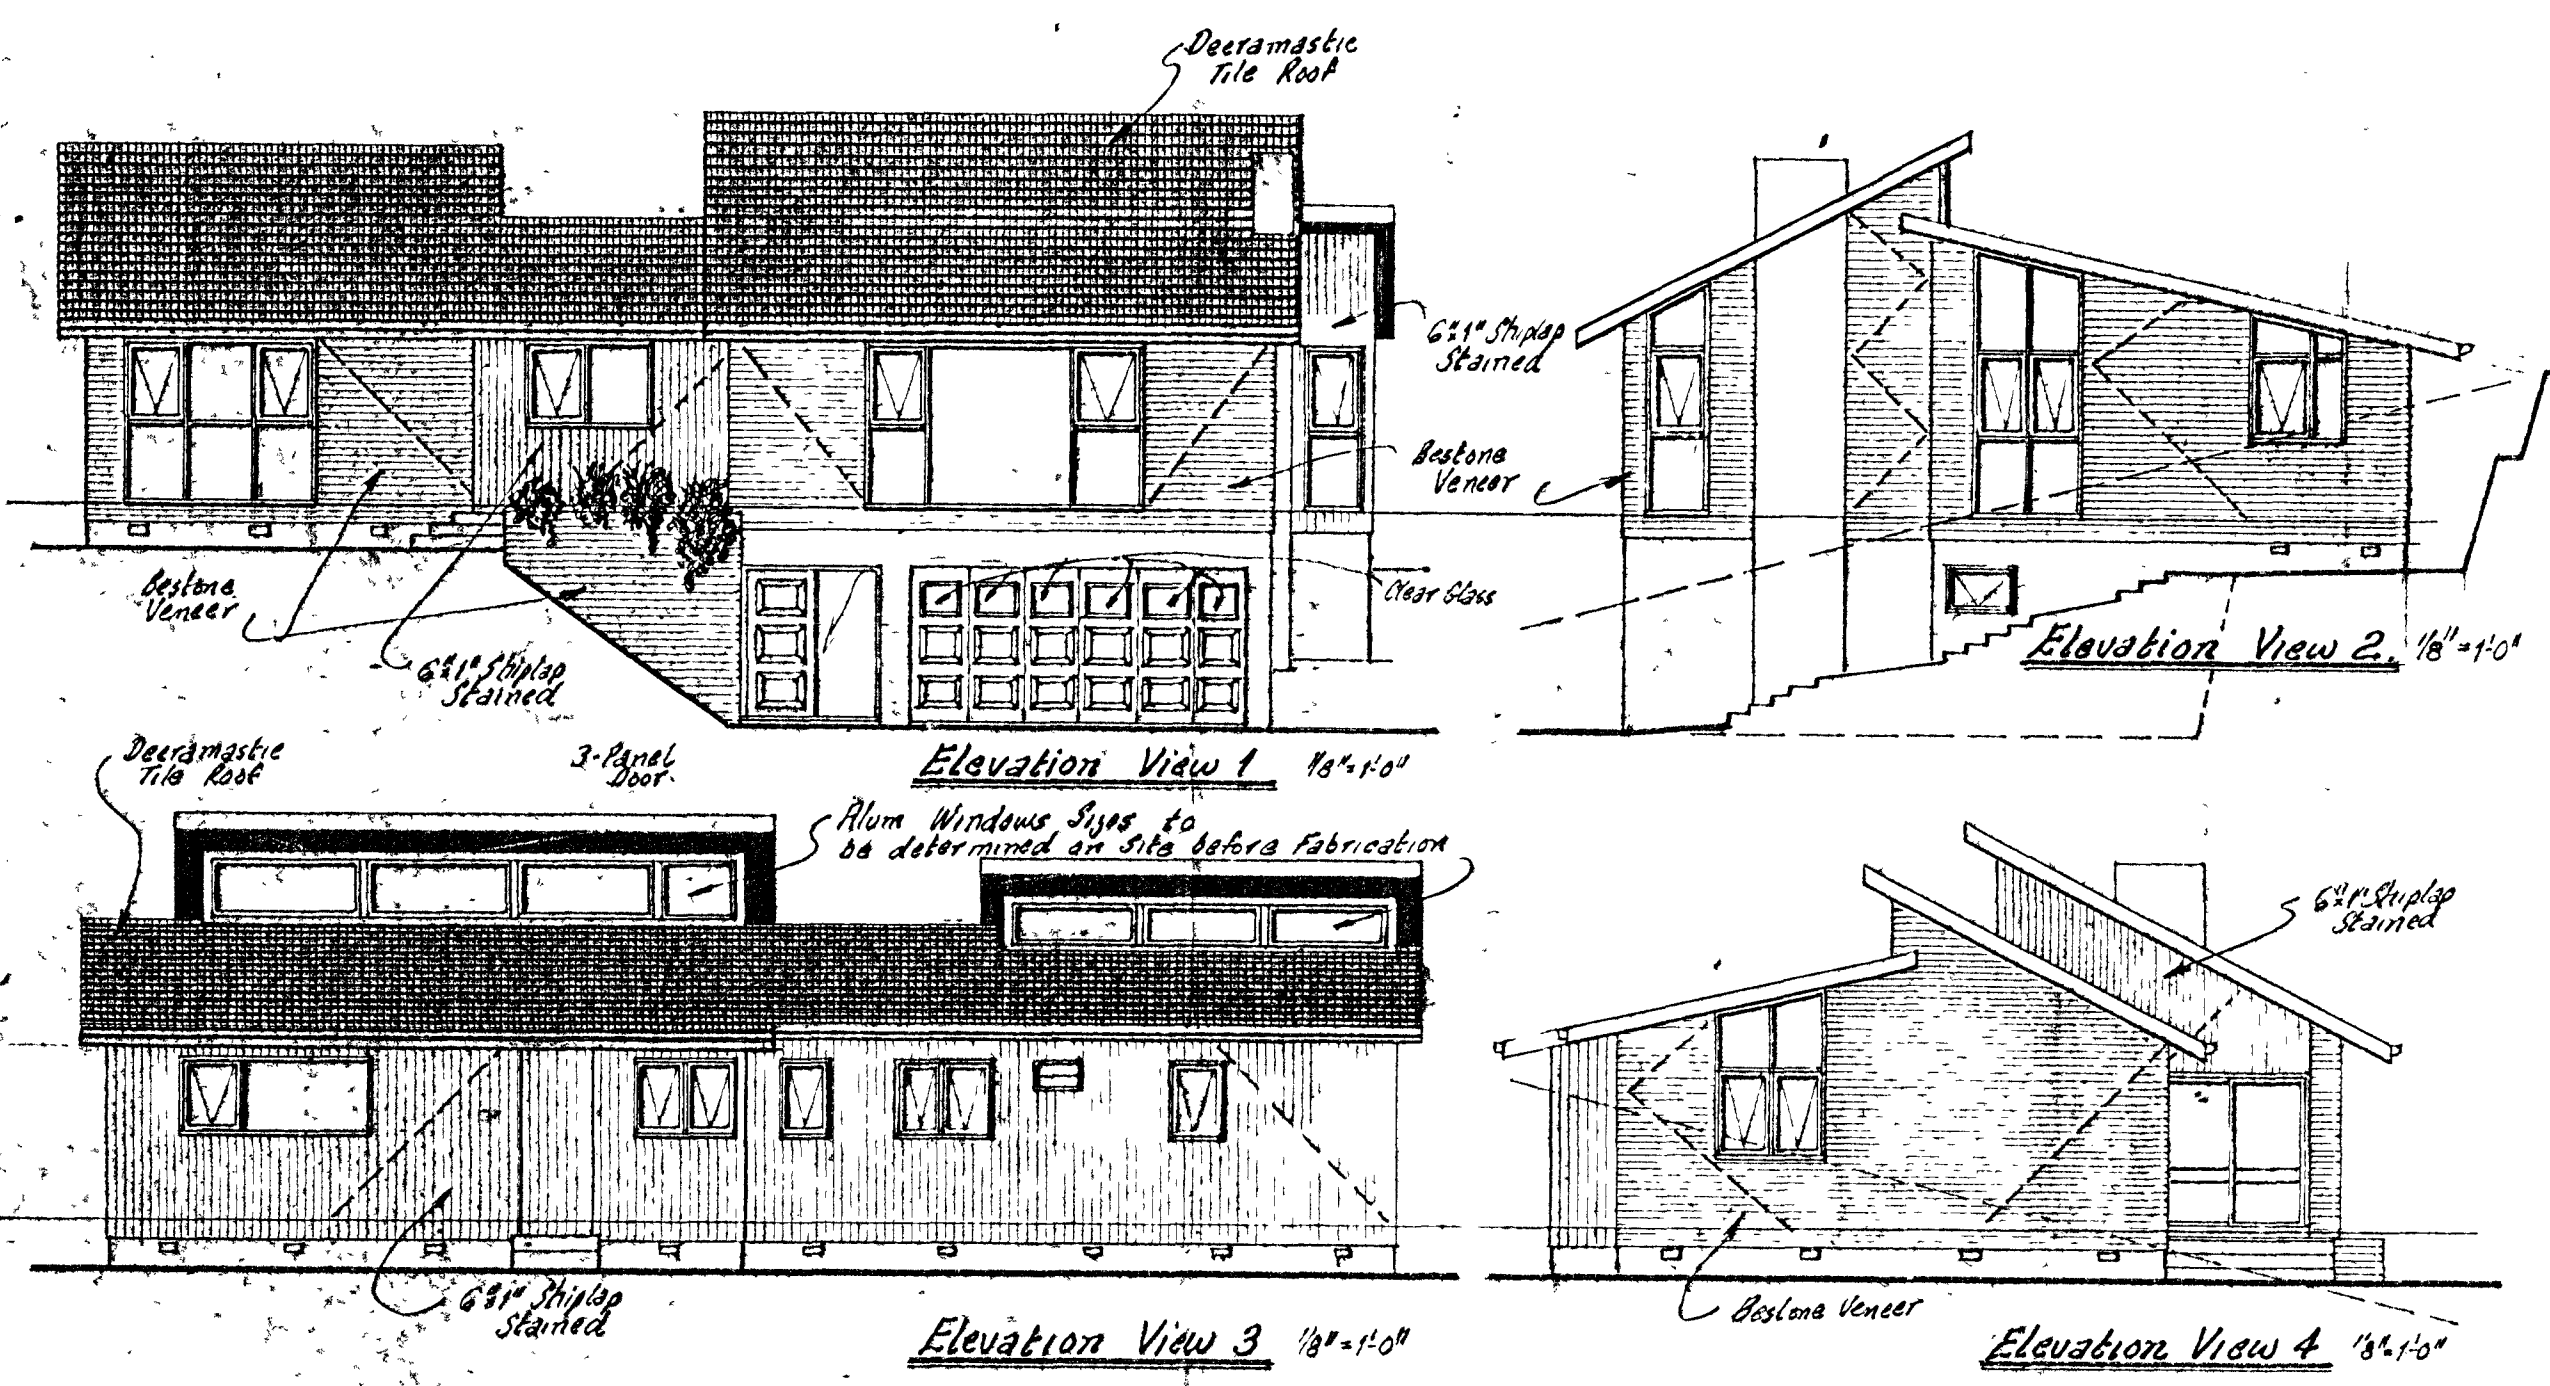 Decramastic
Tile Roof
6"x1" Shiplap
Stained
Bestone
Veneer
Clear Glass
Bestone
Veneer
6"x1" Shiplap
Stained
3-Panel
Door
Elevation View 1 1/8"=1'-0"
Elevation View 2. 1/8"=1'-0"
Decramastic
Tile Roof
Alum Windows Sizes to
be determined on Site before Fabrication
6"x1" Shiplap
Stained
Elevation View 3 1/8"=1'-0"
6"x1" Shiplap
Stained
Bestone Veneer
Elevation View 4 1/8"=1'-0"